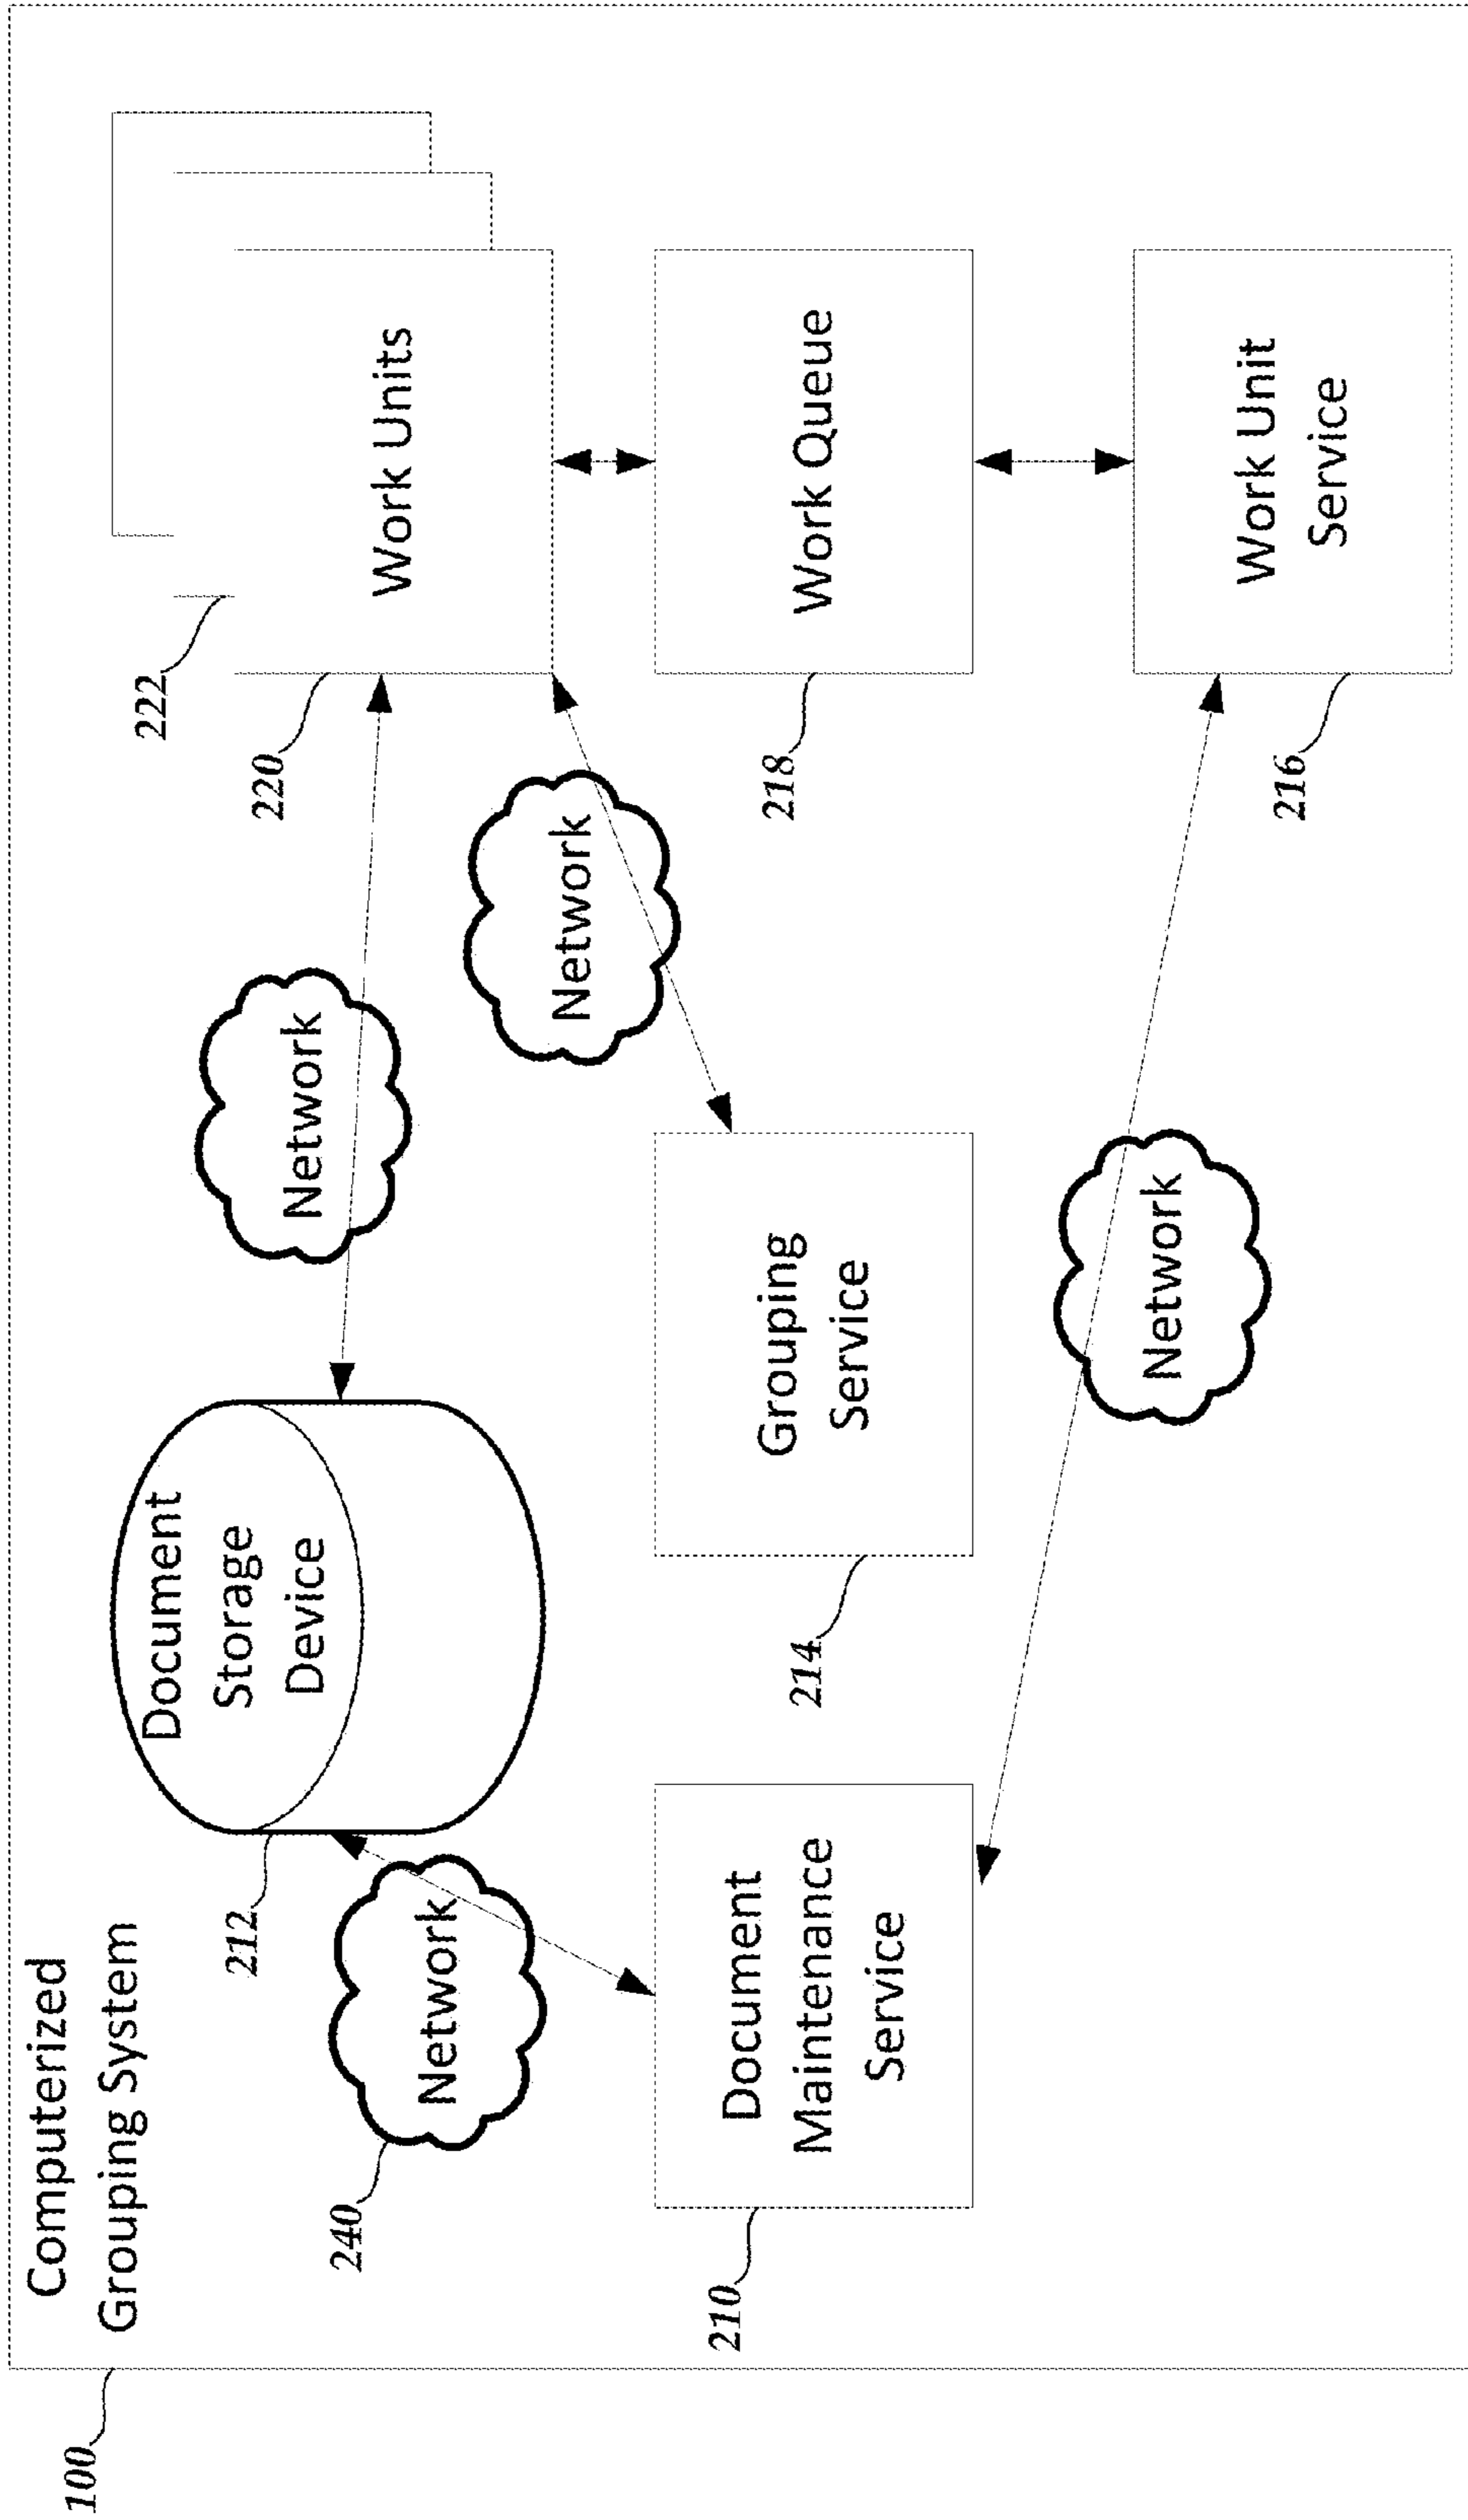 100
Computerized
Grouping System
240
Network
212
Document
Storage
Device
Network
222
220
Work Units
Network
210
Document
Maintenance
Service
214
Grouping
Service
218
Work Queue
Network
216
Work Unit
Service